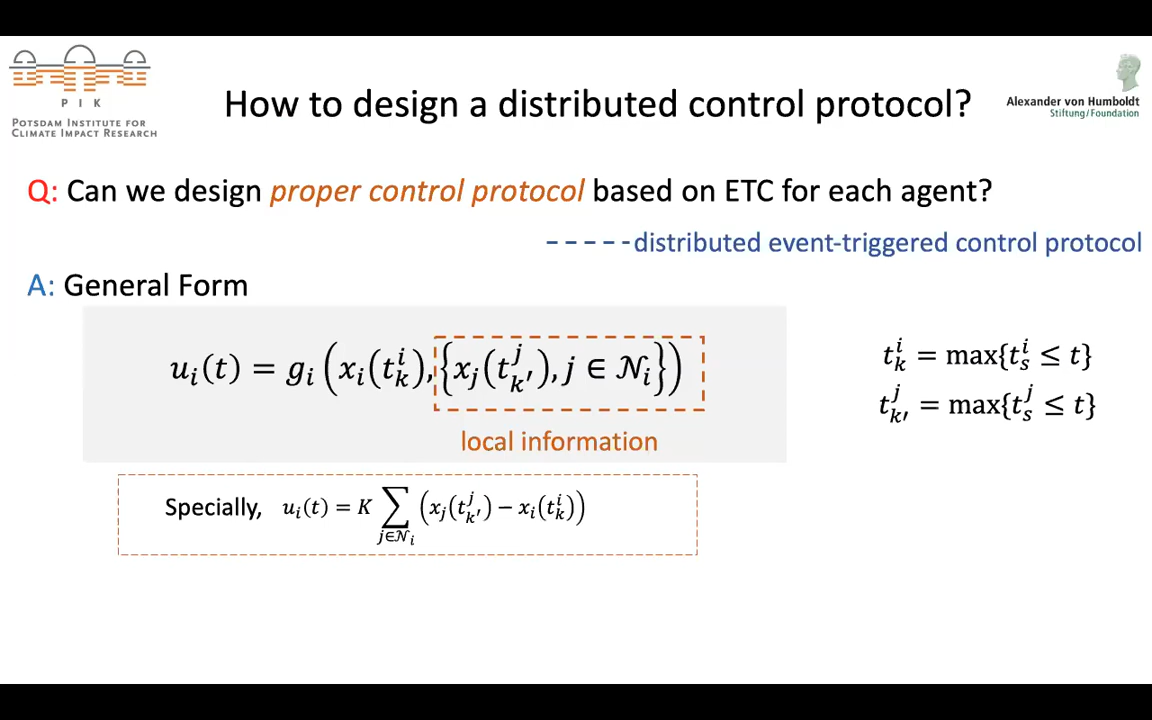 P I K
POTSDAM INSTITUTE FOR
CLIMATE IMPACT RESEARCH
How to design a distributed control protocol?
Alexander von Humboldt
Stiftung/Foundation
Q: Can we design proper control protocol based on ETC for each agent?
-----distributed event-triggered control protocol
A: General Form
u_i(t) = g_i(x_i(t_k^i), {x_j(t_{k'}^j), j ∈ 𝒩_i})
local information
t_k^i = max{t_s^i ≤ t}
t_{k'}^j = max{t_s^j ≤ t}
Specially, u_i(t) = K ∑_{j∈𝒩_i} (x_j(t_{k'}^j) − x_i(t_k^i))